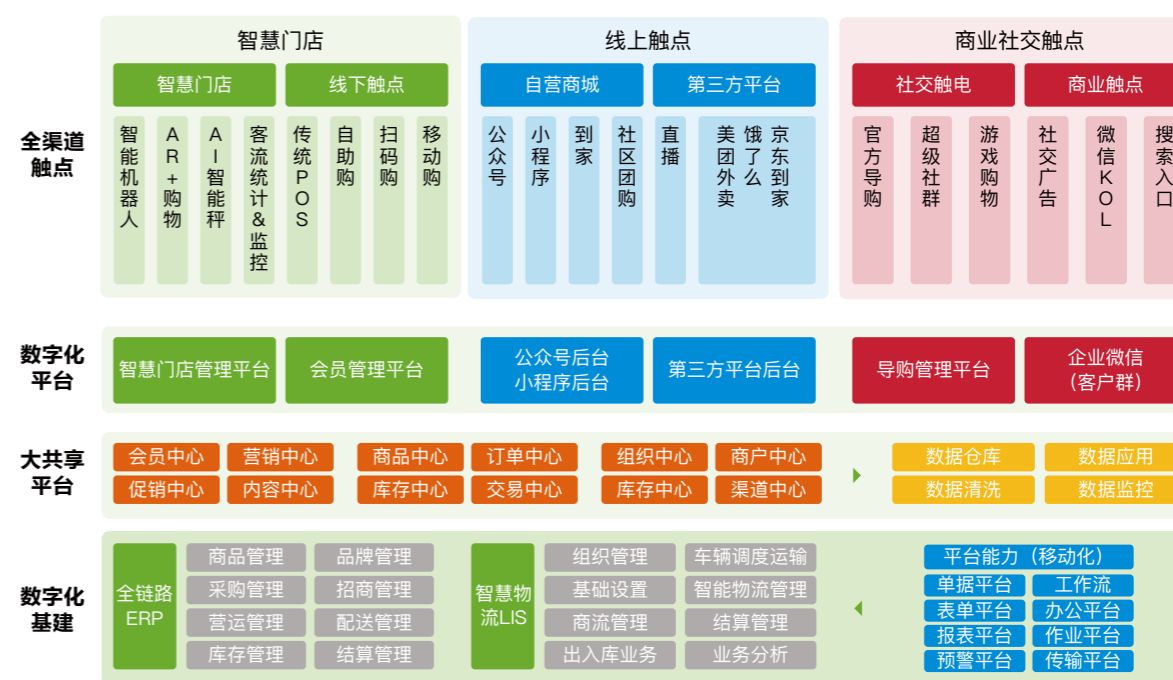 智慧门店
线上触点
商业社交触点
智慧门店
线下触点
自营商城
第三方平台
社交触电
商业触点
全渠道
触点
智能机器人
AR+购物
AI智能秤
客流统计&监控
传统POS
自助购
扫码购
移动购
公众号
小程序
到家
社区团购
直播
美团外卖
饿了么
京东到家
官方导购
超级社群
游戏购物
社交广告
微信KOL
搜索入口
数字化
平台
智慧门店管理平台
会员管理平台
公众号后台
小程序后台
第三方平台后台
导购管理平台
企业微信
（客户群）
大共享
平台
会员中心
营销中心
商品中心
订单中心
组织中心
商户中心
数据仓库
数据应用
促销中心
内容中心
库存中心
交易中心
库存中心
渠道中心
数据清洗
数据监控
数字化
基建
全链路
ERP
商品管理
品牌管理
采购管理
招商管理
营运管理
配送管理
库存管理
结算管理
智慧物
流LIS
组织管理
车辆调度运输
基础设置
智能物流管理
商流管理
结算管理
出入库业务
业务分析
平台能力（移动化）
单据平台
工作流
表单平台
办公平台
报表平台
作业平台
预警平台
传输平台